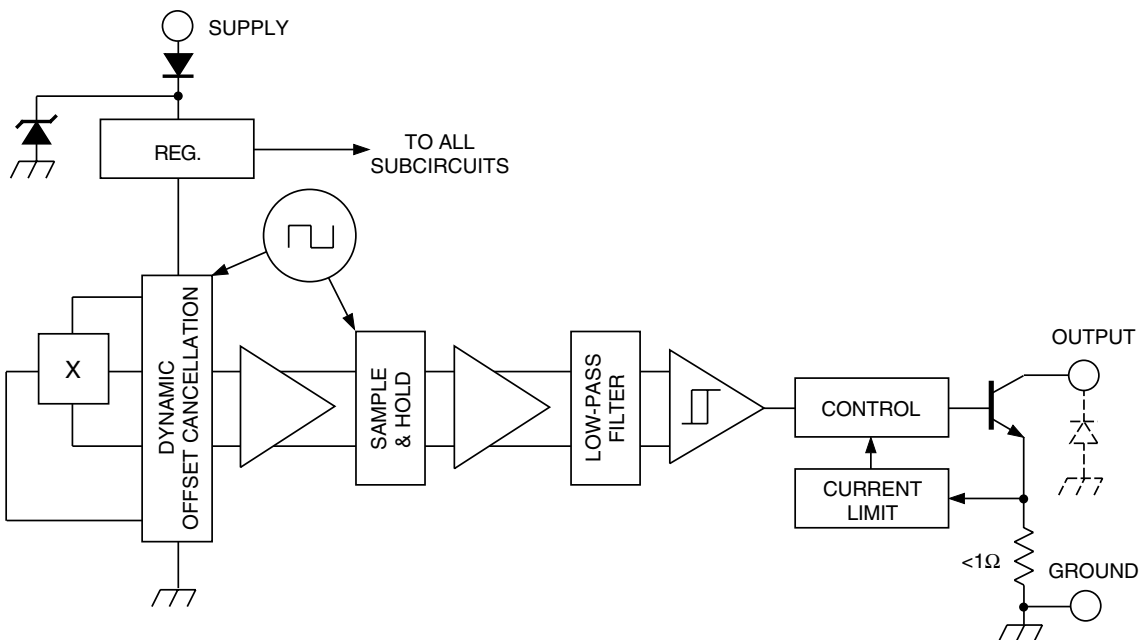 SUPPLY
REG.
TO ALL
SUBCIRCUITS
X
DYNAMIC
OFFSET CANCELLATION
SAMPLE
& HOLD
LOW-PASS
FILTER
CONTROL
CURRENT
LIMIT
OUTPUT
<1Ω
GROUND